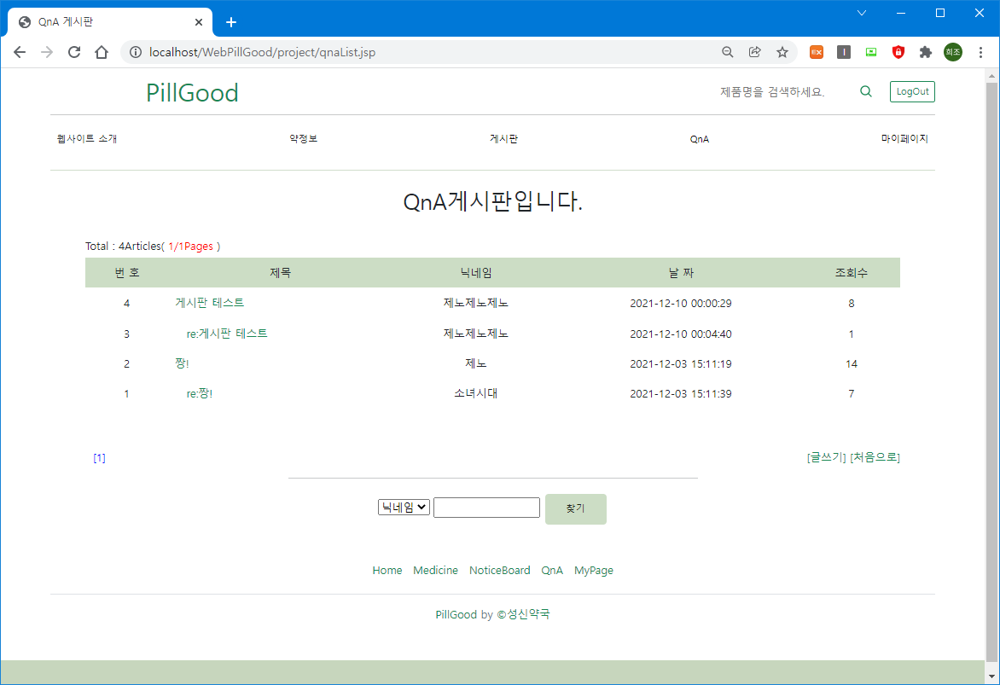 QnA 게시판
localhost/WebPillGood/project/qnaList.jsp
희조
PillGood
제품명을 검색하세요.
LogOut
웹사이트 소개 약정보 게시판 QnA 마이페이지
QnA게시판입니다.
Total : 4Articles( 1/1Pages )
번 호 제목 닉네임 날 짜 조회수
4 게시판 테스트 제노제노제노 2021-12-10 00:00:29 8
3 re:게시판 테스트 제노제노제노 2021-12-10 00:04:40 1
2 짱! 제노 2021-12-03 15:11:19 14
1 re:짱! 소녀시대 2021-12-03 15:11:39 7
[1] [글쓰기] [처음으로]
닉네임 찾기
Home Medicine NoticeBoard QnA MyPage
PillGood by ©성신약국